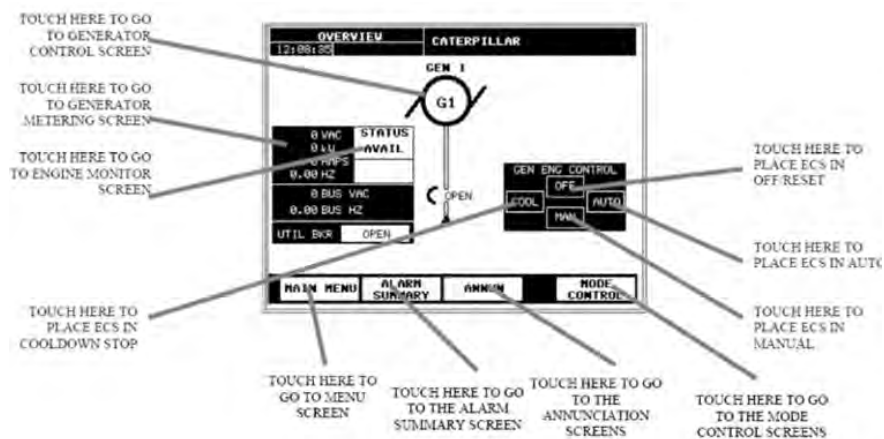 TOUCH HERE TO GO
TO GENERATOR
CONTROL SCREEN
TOUCH HERE TO GO
TO GENERATOR
METERING SCREEN
TOUCH HERE TO GO
TO ENGINE MONITOR
SCREEN
TOUCH HERE TO
PLACE ECS IN
COOLDOWN STOP
OVERVIEW
12:08:35
CATERPILLAR
GEN 1
G1
0 VAC
0 kW
0 AMPS
0.00 HZ
STATUS
AVAIL
0 BUS VAC
0.00 BUS HZ
UTIL BKR OPEN
OPEN
GEN ENG CONTROL
OFF
COOL AUTO
MAN
MAIN MENU
ALARM
SUMMARY
ANNUN
MODE
CONTROL
TOUCH HERE TO
PLACE ECS IN
OFF/RESET
TOUCH HERE TO
PLACE ECS IN AUTO
TOUCH HERE TO
PLACE ECS IN
MANUAL
TOUCH HERE TO
GO TO MENU
SCREEN
TOUCH HERE TO GO
TO THE ALARM
SUMMARY SCREEN
TOUCH HERE TO GO
TO THE
ANNUNCIATION
SCREENS
TOUCH HERE TO GO
TO THE MODE
CONTROL SCREENS